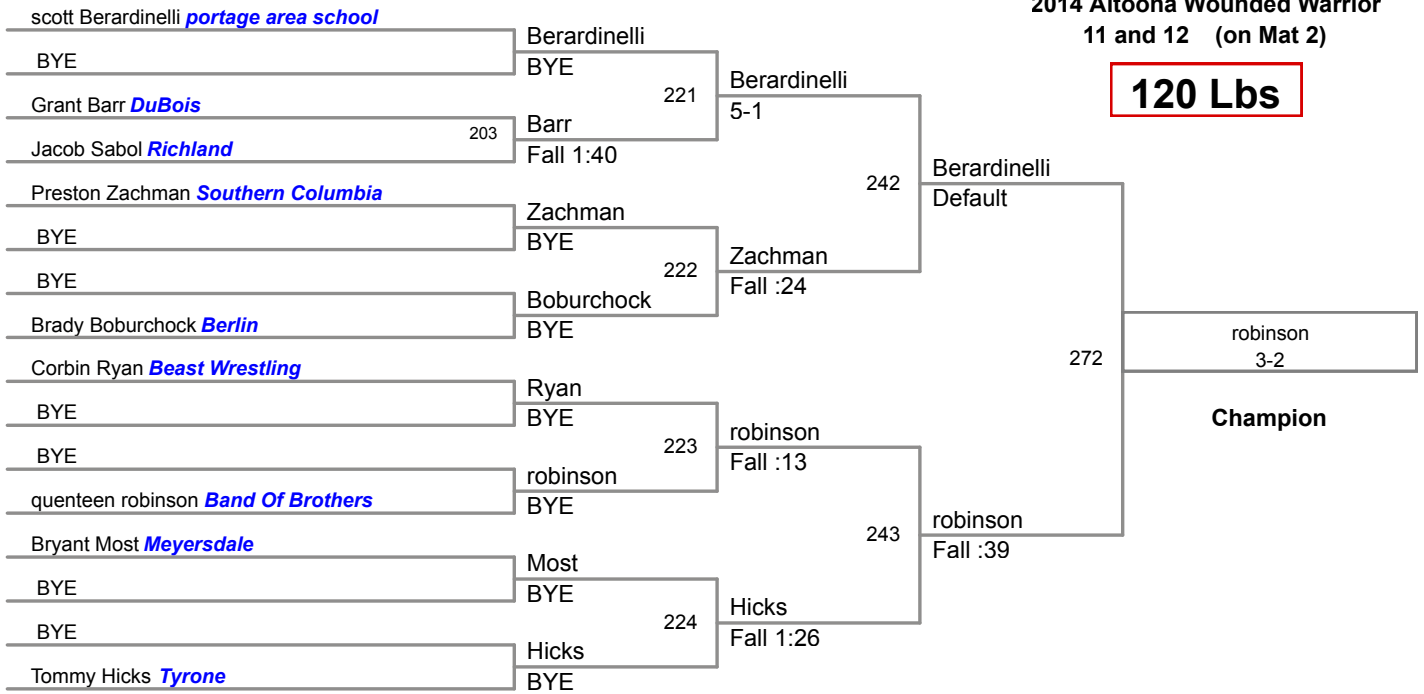 2014 Altoona Wounded Warrior
11 and 12 (on Mat 2)
120 Lbs
scott Berardinelli portage area school
BYE
Grant Barr DuBois
Jacob Sabol Richland
203
Preston Zachman Southern Columbia
BYE
BYE
Brady Boburchock Berlin
Corbin Ryan Beast Wrestling
BYE
BYE
quenteen robinson Band Of Brothers
Bryant Most Meyersdale
BYE
BYE
Tommy Hicks Tyrone
Berardinelli
BYE
221
Barr
Fall 1:40
Zachman
BYE
222
Boburchock
BYE
Ryan
BYE
223
robinson
BYE
Most
BYE
224
Hicks
BYE
Berardinelli
5-1
242
Zachman
Fall :24
robinson
Fall :13
243
Hicks
Fall 1:26
Berardinelli
Default
272
robinson
Fall :39
robinson
3-2
Champion